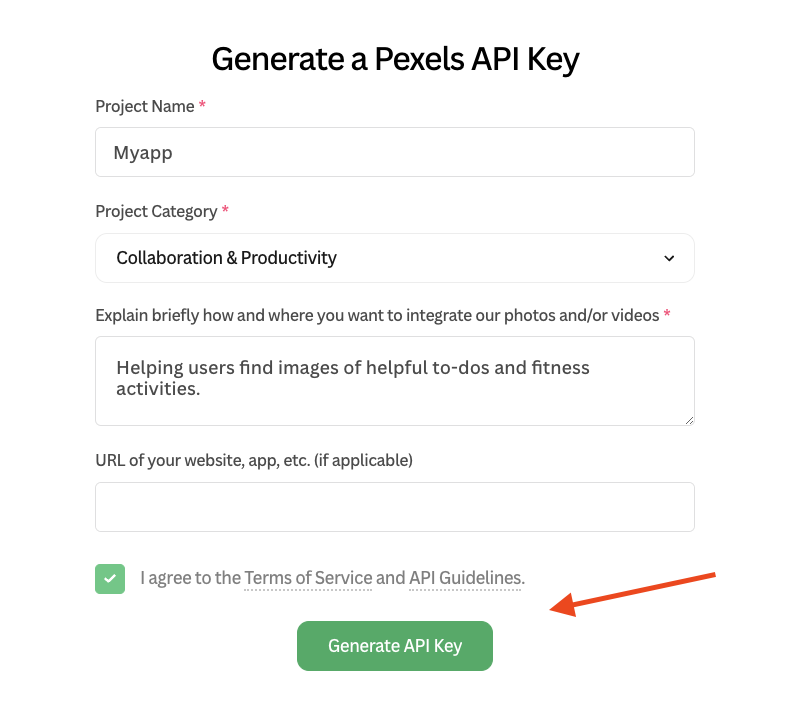 Generate a Pexels API Key
Project Name *
Myapp
Project Category *
Collaboration & Productivity
Explain briefly how and where you want to integrate our photos and/or videos *
Helping users find images of helpful to-dos and fitness
activities.
URL of your website, app, etc. (if applicable)
I agree to the Terms of Service and API Guidelines.
Generate API Key